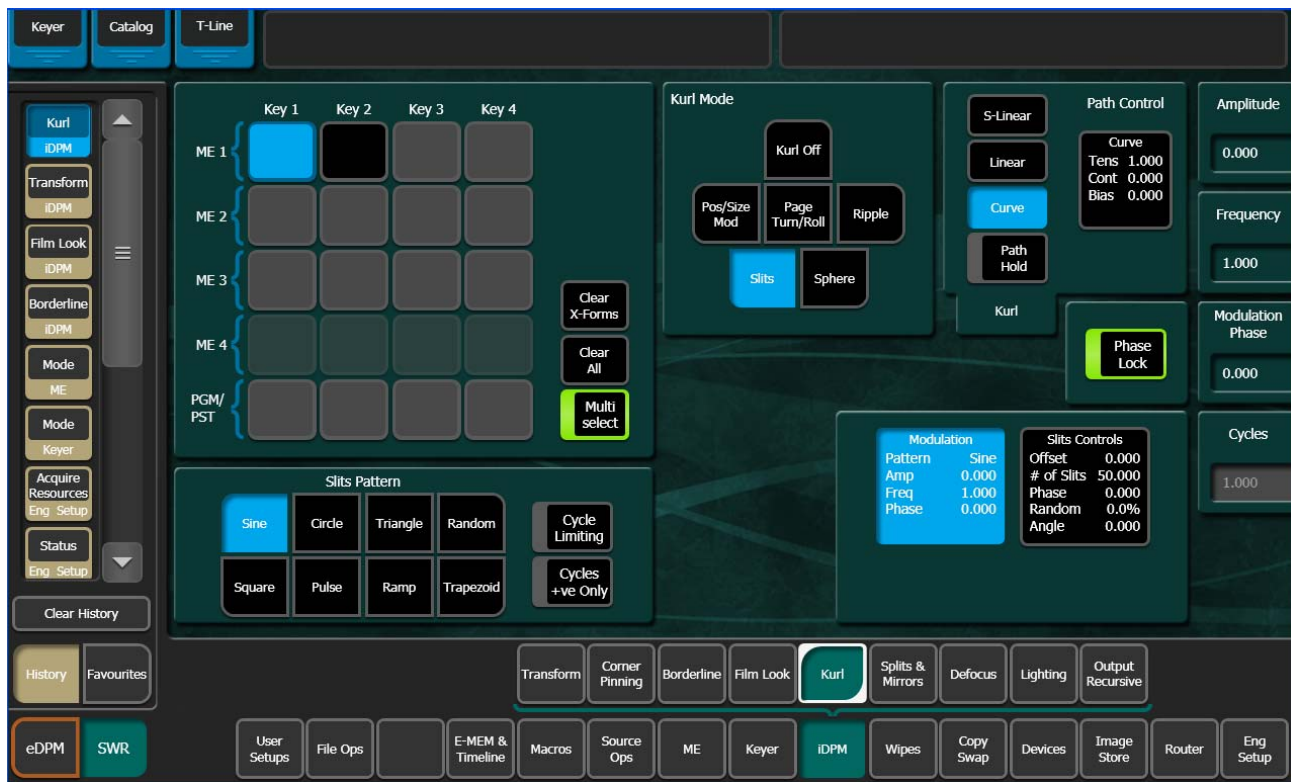 Keyer
Catalog
T-Line
Kurl
iDPM
Transform
iDPM
Film Look
iDPM
Borderline
iDPM
Mode
ME
Mode
Keyer
Acquire
Resources
Eng Setup
Status
Eng Setup
Clear History
History
Favourites
Key 1 Key 2 Key 3 Key 4
ME 1
ME 2
ME 3
ME 4
PGM/
PST
Clear
X-Forms
Clear
All
Multi
select
Slits Pattern
Sine
Circle
Triangle
Random
Square
Pulse
Ramp
Trapezoid
Cycle
Limiting
Cycles
+ve Only
Kurl Mode
Kurl Off
Pos/Size
Mod
Page
Turn/Roll
Ripple
Slits
Sphere
S-Linear
Linear
Curve
Path
Hold
Path Control
Curve
Tens 1.000
Cont 0.000
Bias 0.000
Kurl
Phase
Lock
Modulation
Pattern Sine
Amp 0.000
Freq 1.000
Phase 0.000
Slits Controls
Offset 0.000
# of Slits 50.000
Phase 0.000
Random 0.0%
Angle 0.000
Amplitude
0.000
Frequency
1.000
Modulation
Phase
0.000
Cycles
1.000
Transform
Corner
Pinning
Borderline
Film Look
Kurl
Splits &
Mirrors
Defocus
Lighting
Output
Recursive
eDPM
SWR
User
Setups
File Ops
E-MEM &
Timeline
Macros
Source
Ops
ME
Keyer
iDPM
Wipes
Copy
Swap
Devices
Image
Store
Router
Eng
Setup